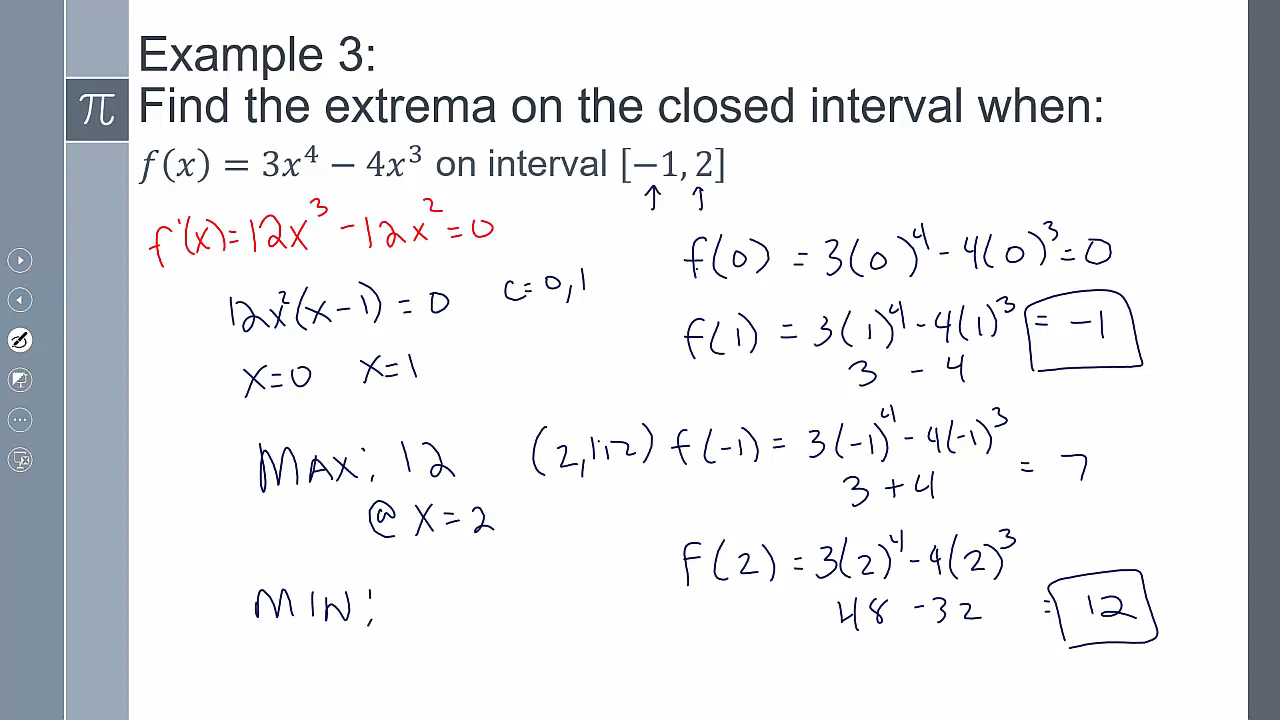 Example 3:
π Find the extrema on the closed interval when:
f(x) = 3x⁴ − 4x³ on interval [−1, 2]
↑ ↑
f'(x)=12x³ -12x² =0
12x²(x-1) =0
c=0,1
x=0 x=1
f(0) = 3(0)⁴ - 4(0)³ = 0
f(1) = 3(1)⁴ - 4(1)³ = -1
3 - 4
MAX: 12 (2,12)
@ x=2
f(-1) = 3(-1)⁴ - 4(-1)³
3 + 4 = 7
MIN:
f(2) = 3(2)⁴ - 4(2)³
48 - 32 = 12